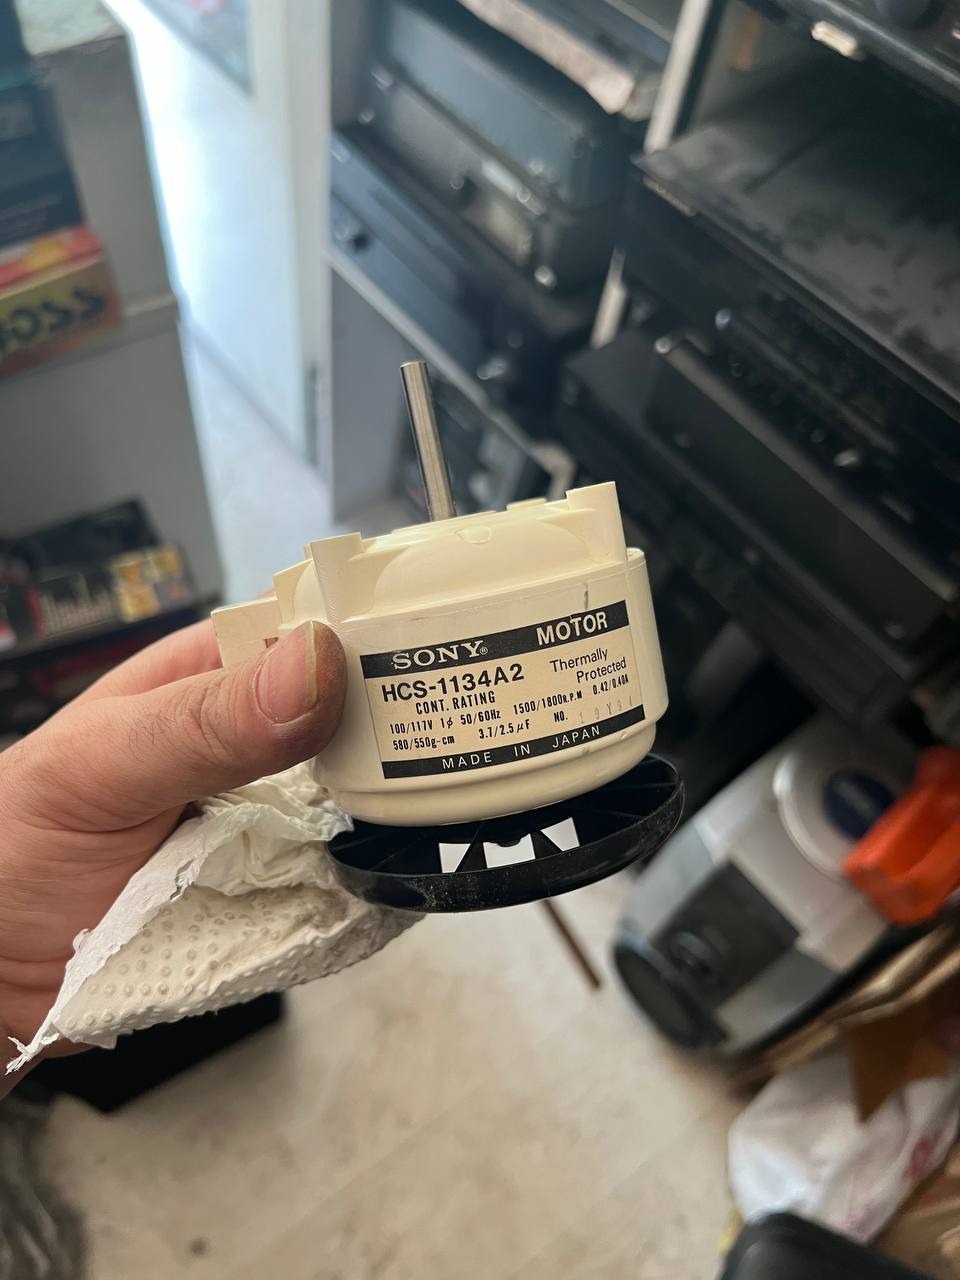 SONY® MOTOR
HCS-1134A2 Thermally Protected
CONT. RATING
100/117V 1ϕ 50/60Hz 1500/1800R.P.M 0.42/0.40A
580/550g-cm 3.7/2.5μF NO.
MADE IN JAPAN
OSS